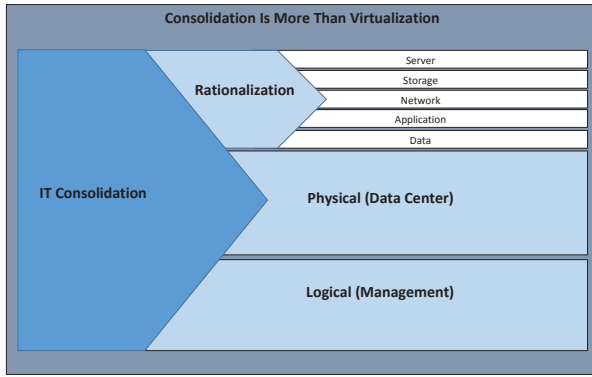 Consolidation Is More Than Virtualization
Server
Storage
Rationalization
Network
Application
Data
IT Consolidation
Physical (Data Center)
Logical (Management)